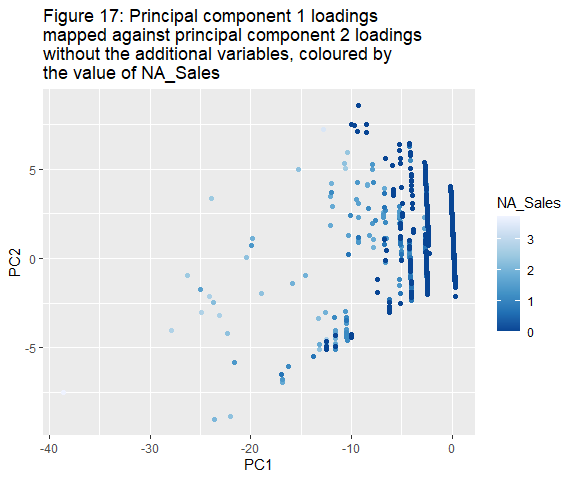 Figure 17: Principal component 1 loadings
mapped against principal component 2 loadings
without the additional variables, coloured by
the value of NA_Sales
5
0
-5
PC2
-40
-30
-20
-10
0
PC1
NA_Sales
3
2
1
0